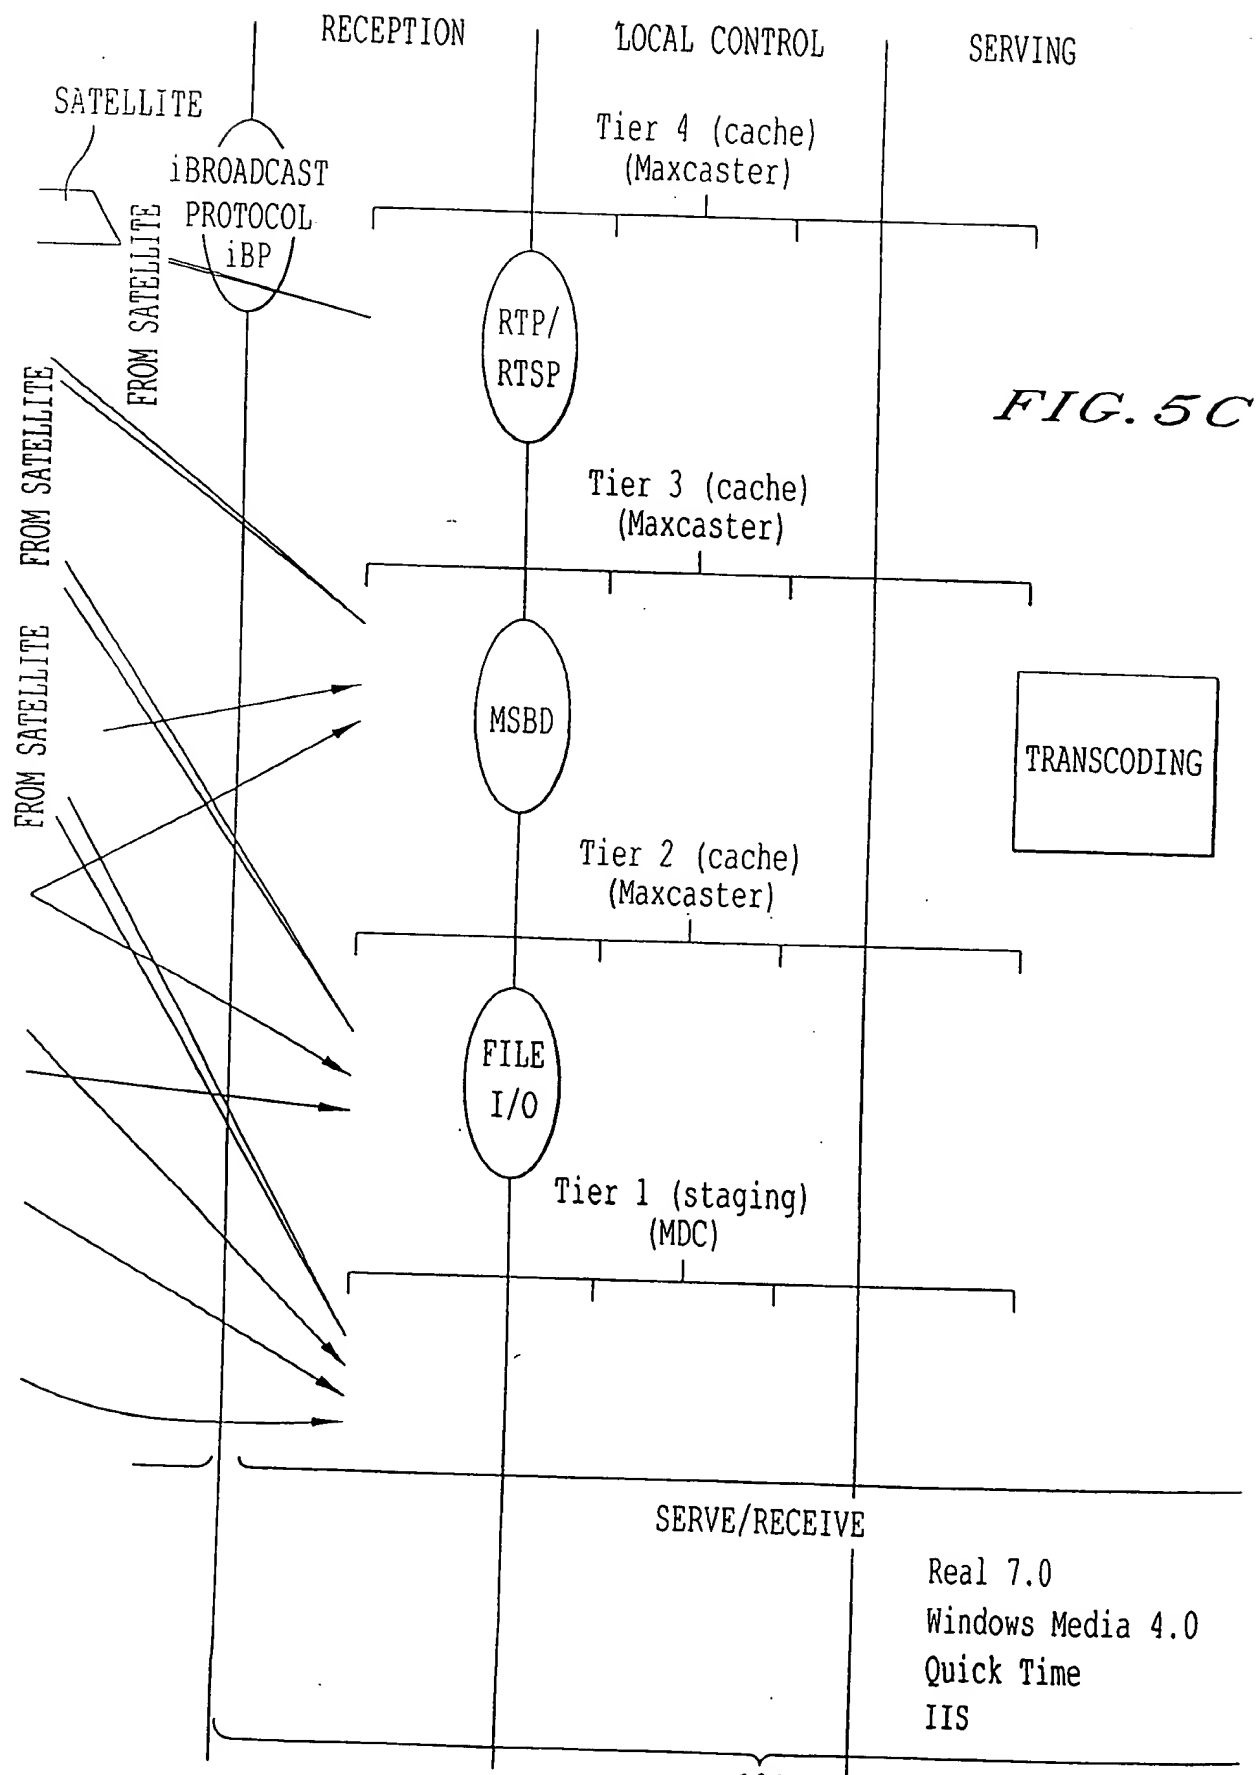 RECEPTION
LOCAL CONTROL
SERVING
SATELLITE
iBROADCAST
PROTOCOL
iBP
FROM SATELLITE
FROM SATELLITE
FROM SATELLITE
Tier 4 (cache)
(Maxcaster)
RTP/
RTSP
FIG. 5C
Tier 3 (cache)
(Maxcaster)
MSBD
TRANSCODING
Tier 2 (cache)
(Maxcaster)
FILE
I/O
Tier 1 (staging)
(MDC)
SERVE/RECEIVE
Real 7.0
Windows Media 4.0
Quick Time
IIS